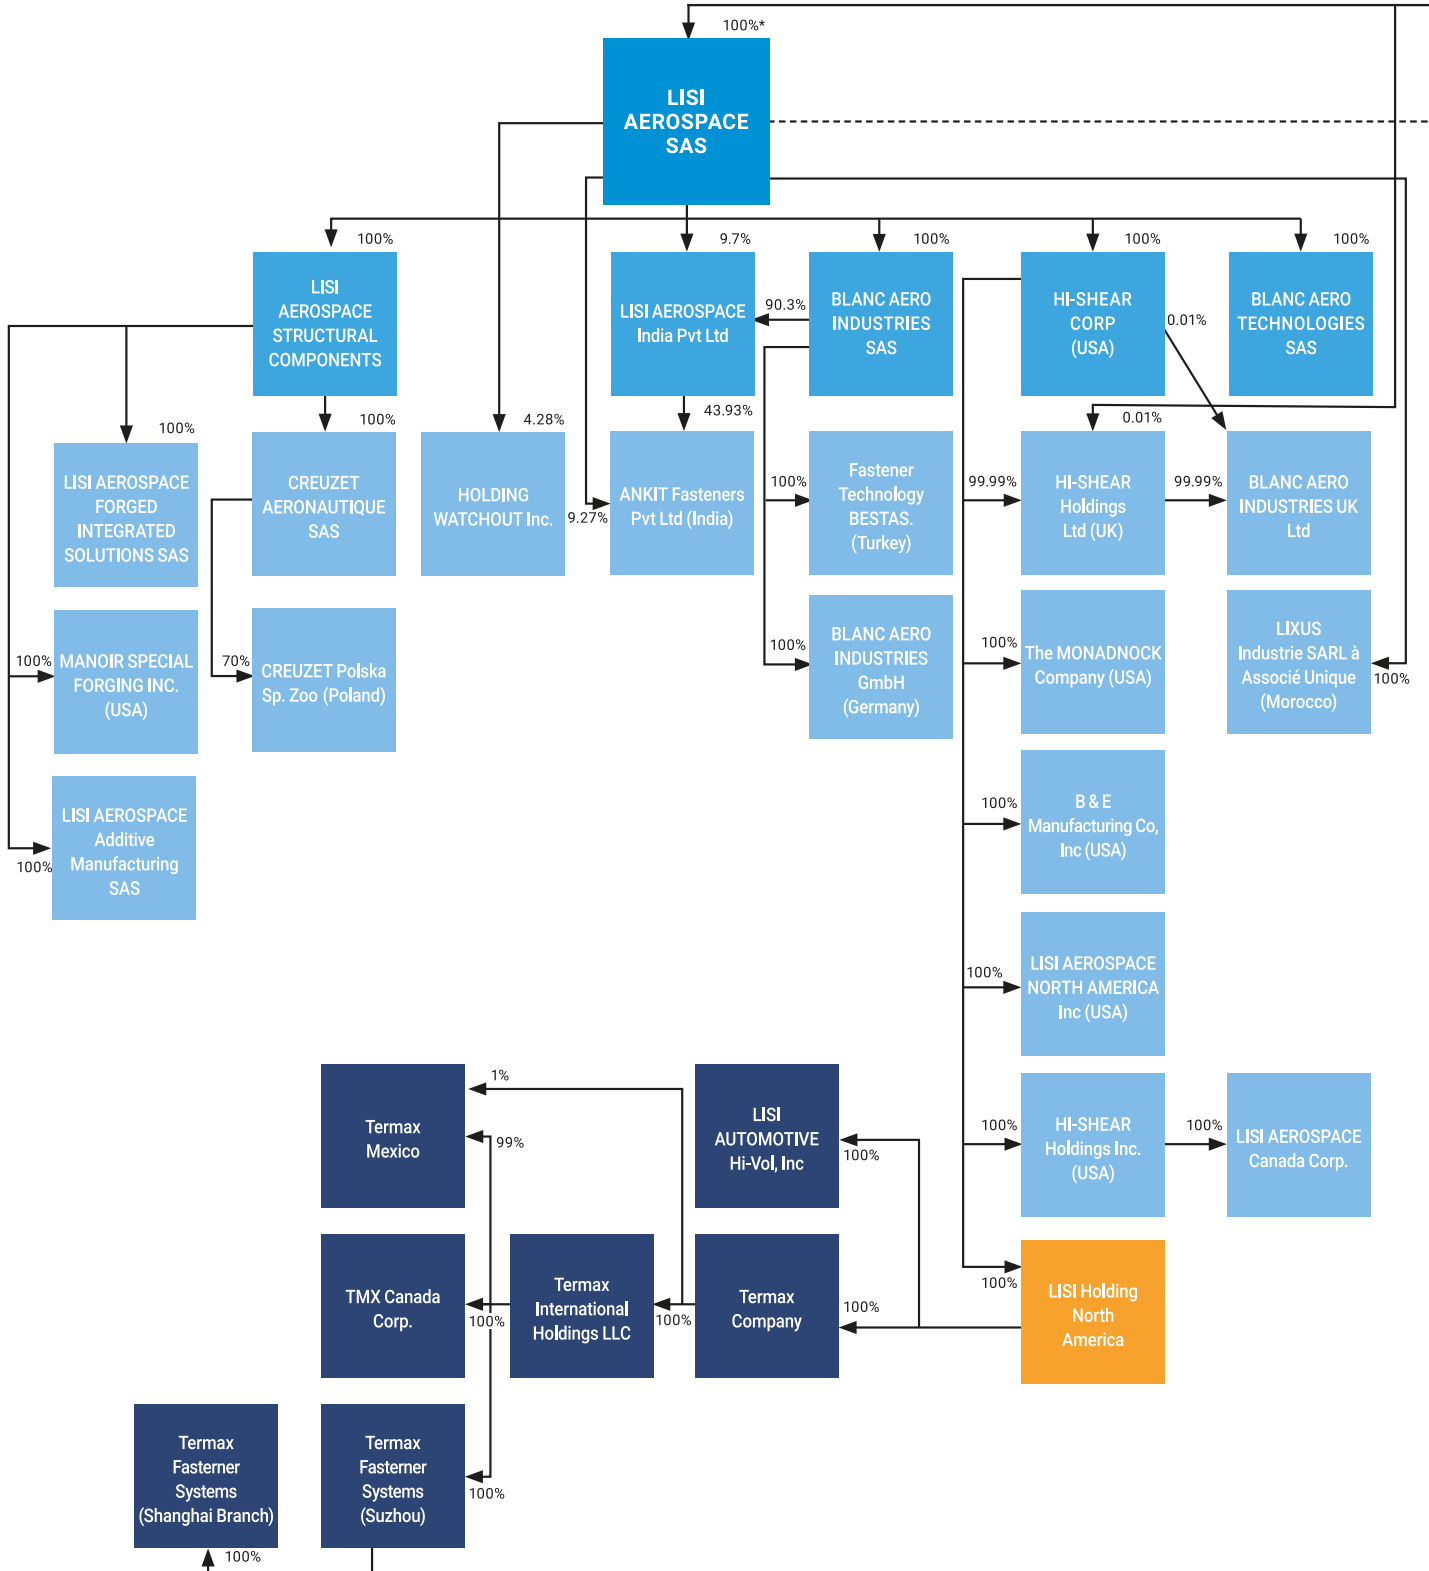 100%*
LISI
AEROSPACE
SAS
100%
9.7%
100%
100%
100%
LISI
AEROSPACE
STRUCTURAL
COMPONENTS
LISI AEROSPACE
India Pvt Ltd
90.3%
BLANC AERO
INDUSTRIES
SAS
HI-SHEAR
CORP
(USA)
0.01%
BLANC AERO
TECHNOLOGIES
SAS
100%
100%
4.28%
43.93%
0.01%
LISI AEROSPACE
FORGED
INTEGRATED
SOLUTIONS SAS
CREUZET
AERONAUTIQUE
SAS
HOLDING
WATCHOUT Inc.
9.27%
ANKIT Fasteners
Pvt Ltd (India)
100%
Fastener
Technology
BESTAS.
(Turkey)
99.99%
HI-SHEAR
Holdings
Ltd (UK)
99.99%
BLANC AERO
INDUSTRIES UK
Ltd
100%
MANOIR SPECIAL
FORGING INC.
(USA)
70%
CREUZET Polska
Sp. Zoo (Poland)
100%
BLANC AERO
INDUSTRIES
GmbH
(Germany)
100%
The MONADNOCK
Company (USA)
LIXUS
Industrie SARL à
Associé Unique
(Morocco)
100%
100%
LISI AEROSPACE
Additive
Manufacturing
SAS
100%
B & E
Manufacturing Co,
Inc (USA)
100%
LISI AEROSPACE
NORTH AMERICA
Inc (USA)
1%
Termax
Mexico
99%
LISI
AUTOMOTIVE
Hi-Vol, Inc
100%
100%
HI-SHEAR
Holdings Inc.
(USA)
100%
LISI AEROSPACE
Canada Corp.
TMX Canada
Corp.
100%
Termax
International
Holdings LLC
100%
Termax
Company
100%
100%
LISI Holding
North
America
Termax
Fasterner
Systems
(Shanghai Branch)
Termax
Fasterner
Systems
(Suzhou)
100%
100%